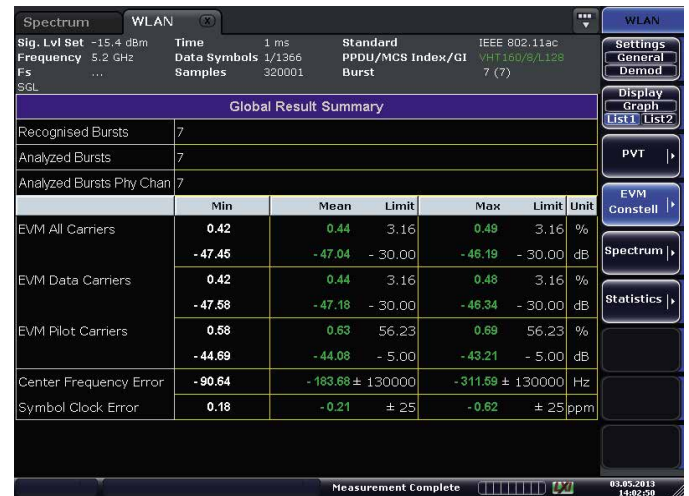 Spectrum WLAN
Sig. Lvl Set -15.4 dBm Time 1 ms Standard IEEE 802.11ac
Frequency 5.2 GHz Data Symbols 1/1366 PPDU/MCS Index/GI VHT160/8/L128
Fs ... Samples 320001 Burst 7 (7)
SGL
Global Result Summary
Recognised Bursts 7
Analyzed Bursts 7
Analyzed Bursts Phy Chan 7
Min Mean Limit Max Limit Unit
EVM All Carriers 0.42 0.44 3.16 0.49 3.16 %
- 47.45 - 47.04 - 30.00 - 46.19 - 30.00 dB
EVM Data Carriers 0.42 0.44 3.16 0.48 3.16 %
- 47.58 - 47.18 - 30.00 - 46.34 - 30.00 dB
EVM Pilot Carriers 0.58 0.63 56.23 0.69 56.23 %
- 44.69 - 44.08 - 5.00 - 43.21 - 5.00 dB
Center Frequency Error - 90.64 - 183.68 ± 130000 - 311.59 ± 130000 Hz
Symbol Clock Error 0.18 - 0.21 ± 25 - 0.62 ± 25 ppm
Measurement Complete
WLAN
Settings
General
Demod
Display
Graph
List1 List2
PVT
EVM
Constell
Spectrum
Statistics
03.05.2013
14:02:50